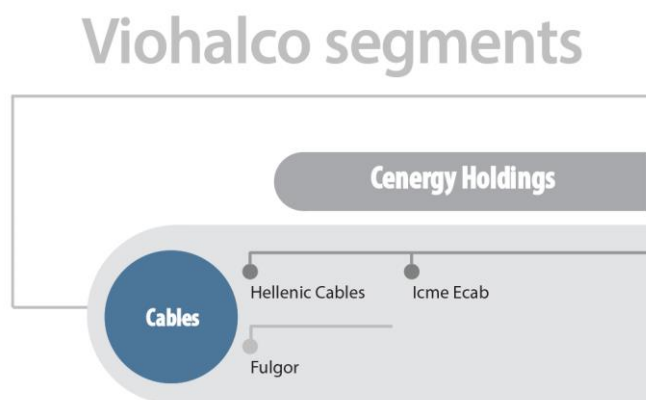 Viohalco segments
Cenergy Holdings
Hellenic Cables
Icme Ecab
Cables
Fulgor